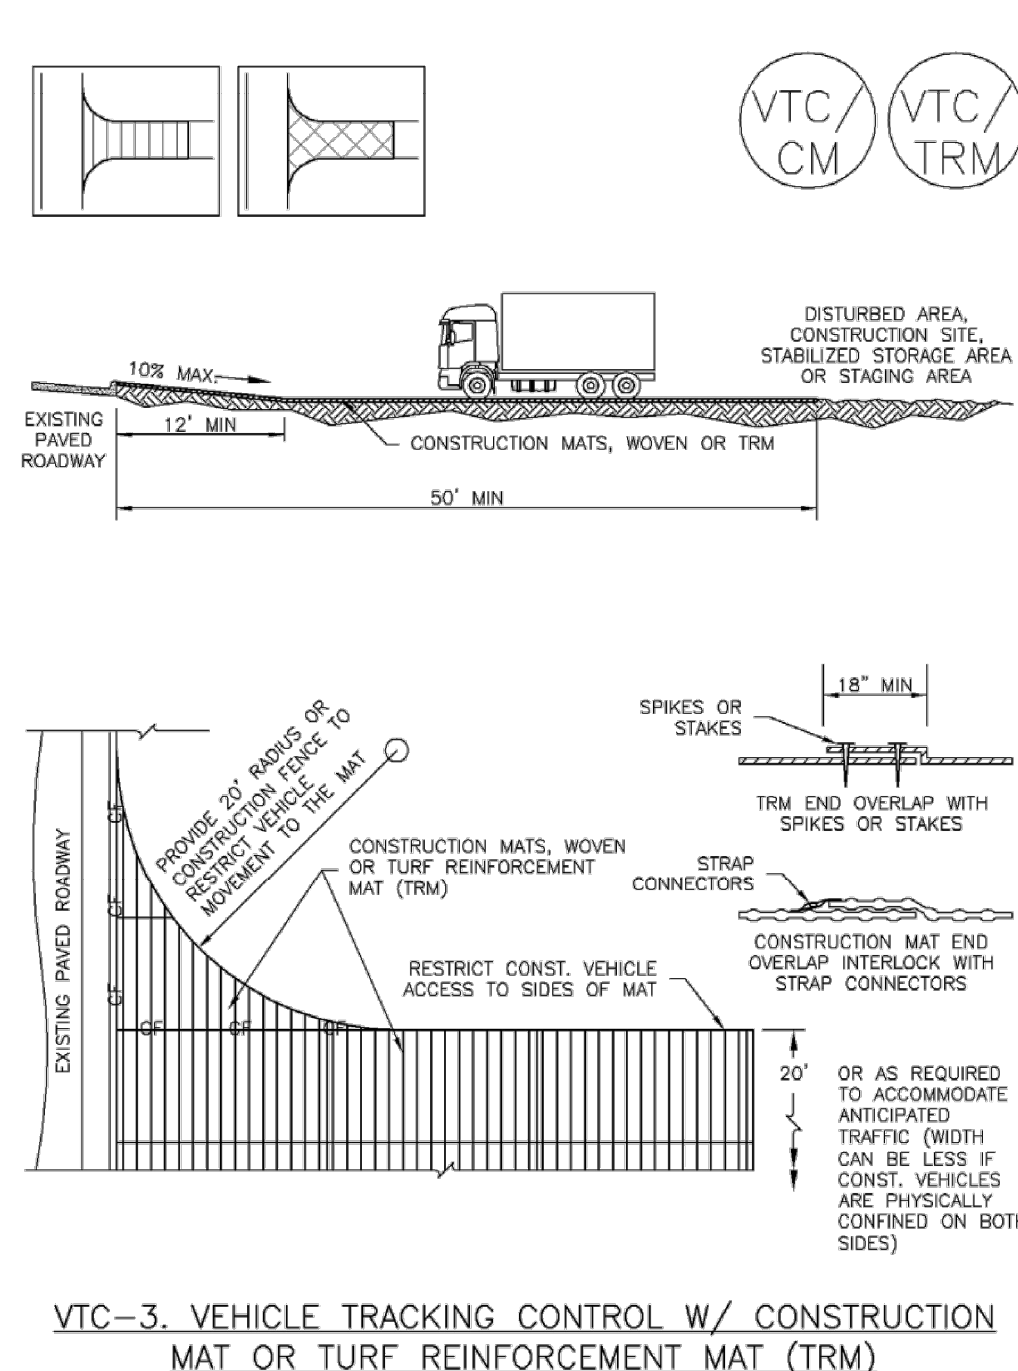 VTC/
CM
VTC/
TRM
DISTURBED AREA,
CONSTRUCTION SITE,
STABILIZED STORAGE AREA
OR STAGING AREA
10% MAX.
EXISTING
PAVED
ROADWAY
12' MIN
CONSTRUCTION MATS, WOVEN OR TRM
50' MIN
18" MIN
SPIKES OR
STAKES
TRM END OVERLAP WITH
SPIKES OR STAKES
PROVIDE 20' RADIUS OR
CONSTRUCTION FENCE TO
RESTRICT VEHICLE
MOVEMENT TO THE MAT
CONSTRUCTION MATS, WOVEN
OR TURF REINFORCEMENT
MAT (TRM)
STRAP
CONNECTORS
CONSTRUCTION MAT END
OVERLAP INTERLOCK WITH
STRAP CONNECTORS
EXISTING PAVED ROADWAY
CF
CF
CF
CF
CF
CF
RESTRICT CONST. VEHICLE
ACCESS TO SIDES OF MAT
20'
OR AS REQUIRED
TO ACCOMMODATE
ANTICIPATED
TRAFFIC (WIDTH
CAN BE LESS IF
CONST. VEHICLES
ARE PHYSICALLY
CONFINED ON BOTH
SIDES)
VTC-3. VEHICLE TRACKING CONTROL W/ CONSTRUCTION
MAT OR TURF REINFORCEMENT MAT (TRM)